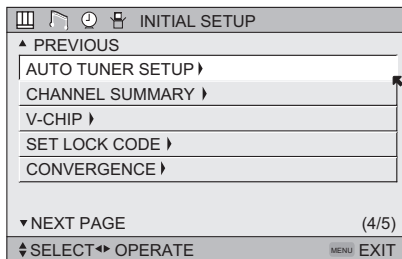 INITIAL SETUP
PREVIOUS
AUTO TUNER SETUP
CHANNEL SUMMARY
V-CHIP
SET LOCK CODE
CONVERGENCE
NEXT PAGE (4/5)
SELECT OPERATE MENU EXIT